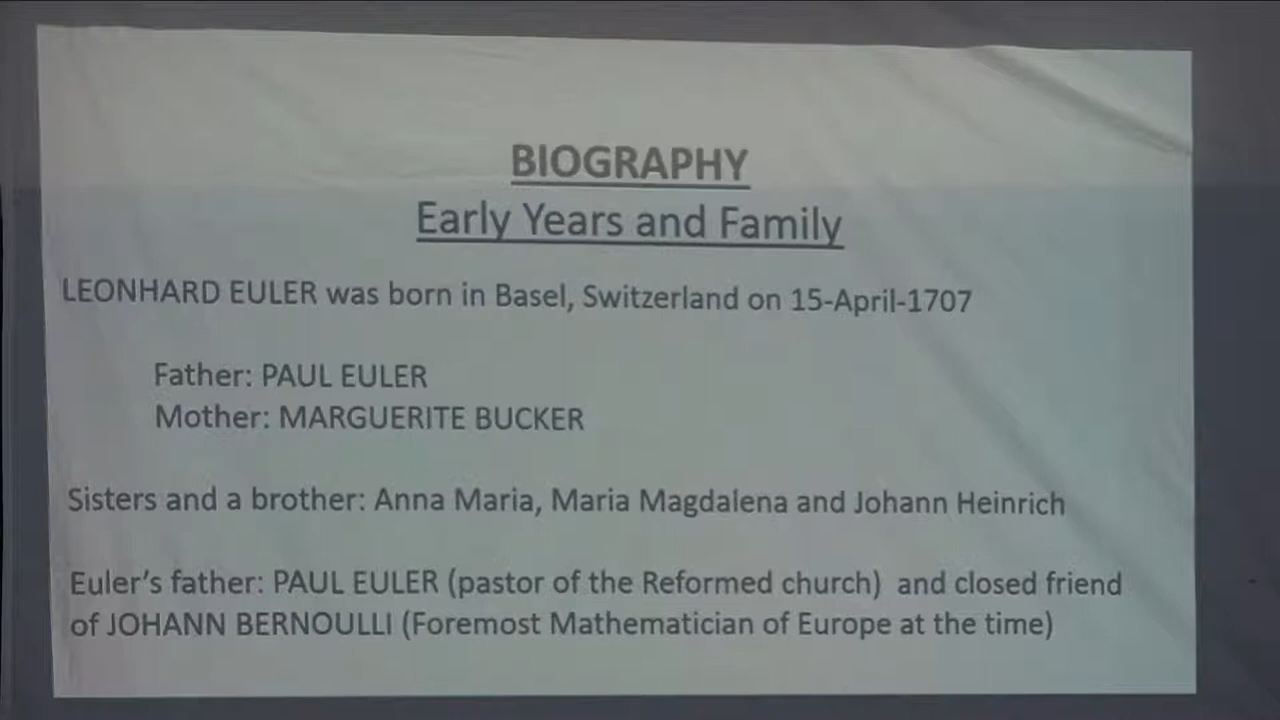 BIOGRAPHY
Early Years and Family
LEONHARD EULER was born in Basel, Switzerland on 15-April-1707
Father: PAUL EULER
Mother: MARGUERITE BUCKER
Sisters and a brother: Anna Maria, Maria Magdalena and Johann Heinrich
Euler's father: PAUL EULER (pastor of the Reformed church) and closed friend
of JOHANN BERNOULLI (Foremost Mathematician of Europe at the time)